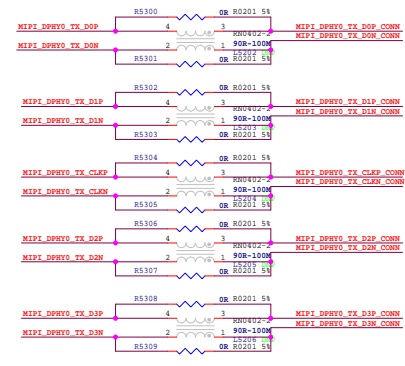 R5300 0R R0201 5%
MIPI_DPHY0_TX_D0P 4 3 MIPI_DPHY0_TX_D0P_CONN
RN0402-2 MIPI_DPHY0_TX_D0N_CONN
MIPI_DPHY0_TX_D0N 2 1 90R-100M
L5202
R5301 0R R0201 5%
R5302 0R R0201 5%
MIPI_DPHY0_TX_D1P 4 3 MIPI_DPHY0_TX_D1P_CONN
RN0402-2 MIPI_DPHY0_TX_D1N_CONN
MIPI_DPHY0_TX_D1N 2 1 90R-100M
L5203
R5303 0R R0201 5%
R5304 0R R0201 5%
MIPI_DPHY0_TX_CLKP 4 3 MIPI_DPHY0_TX_CLKP_CONN
RN0402-2 MIPI_DPHY0_TX_CLKN_CONN
MIPI_DPHY0_TX_CLKN 2 1 90R-100M
L5204
R5305 0R R0201 5%
R5306 0R R0201 5%
MIPI_DPHY0_TX_D2P 4 3 MIPI_DPHY0_TX_D2P_CONN
RN0402-2 MIPI_DPHY0_TX_D2N_CONN
MIPI_DPHY0_TX_D2N 2 1 90R-100M
L5205
R5307 0R R0201 5%
R5308 0R R0201 5%
MIPI_DPHY0_TX_D3P 4 3 MIPI_DPHY0_TX_D3P_CONN
RN0402-2 MIPI_DPHY0_TX_D3N_CONN
MIPI_DPHY0_TX_D3N 2 1 90R-100M
L5206
R5309 0R R0201 5%